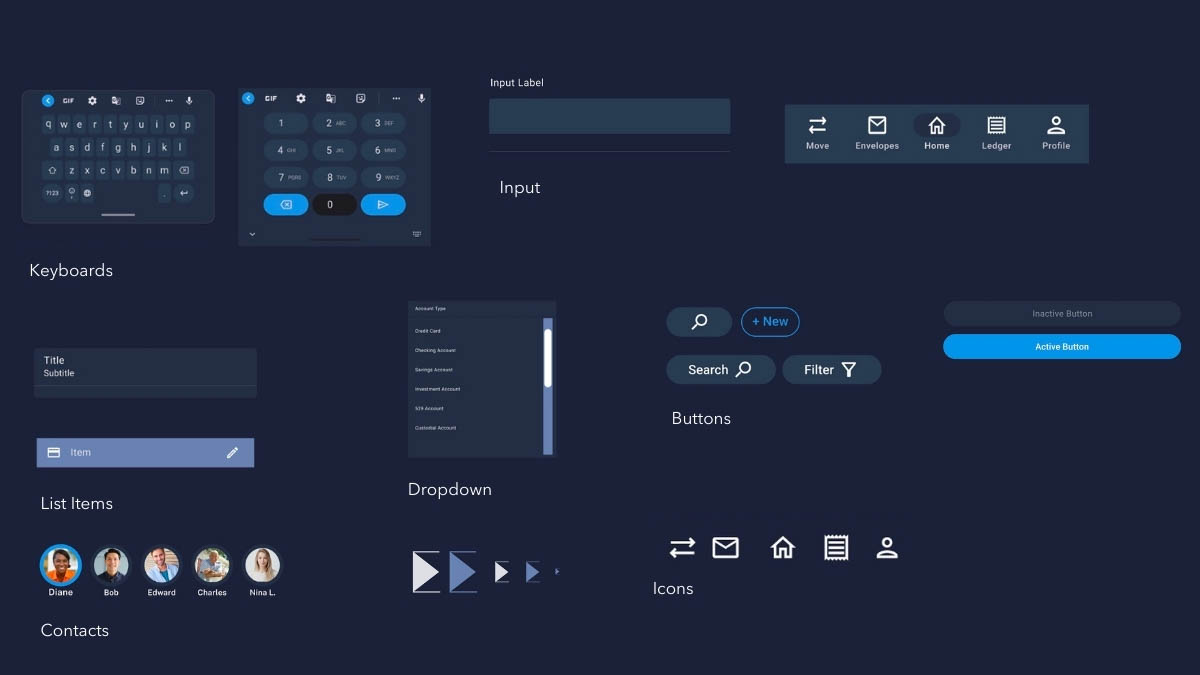 GIF
q w e r t y u i o p
a s d f g h j k l
z x c v b n m
?123 , .
GIF
1 2 ABC 3 DEF
4 GHI 5 JKL 6 MNO
7 PQRS 8 TUV 9 WXYZ
0
Keyboards
Input Label
Input
Move Envelopes Home Ledger Profile
Title
Subtitle
Item
List Items
Account Type
Credit Card
Checking Account
Savings Account
Investment Account
529 Account
Custodial Account
Dropdown
+ New
Search Filter
Buttons
Inactive Button
Active Button
Diane Bob Edward Charles Nina L.
Contacts
Icons